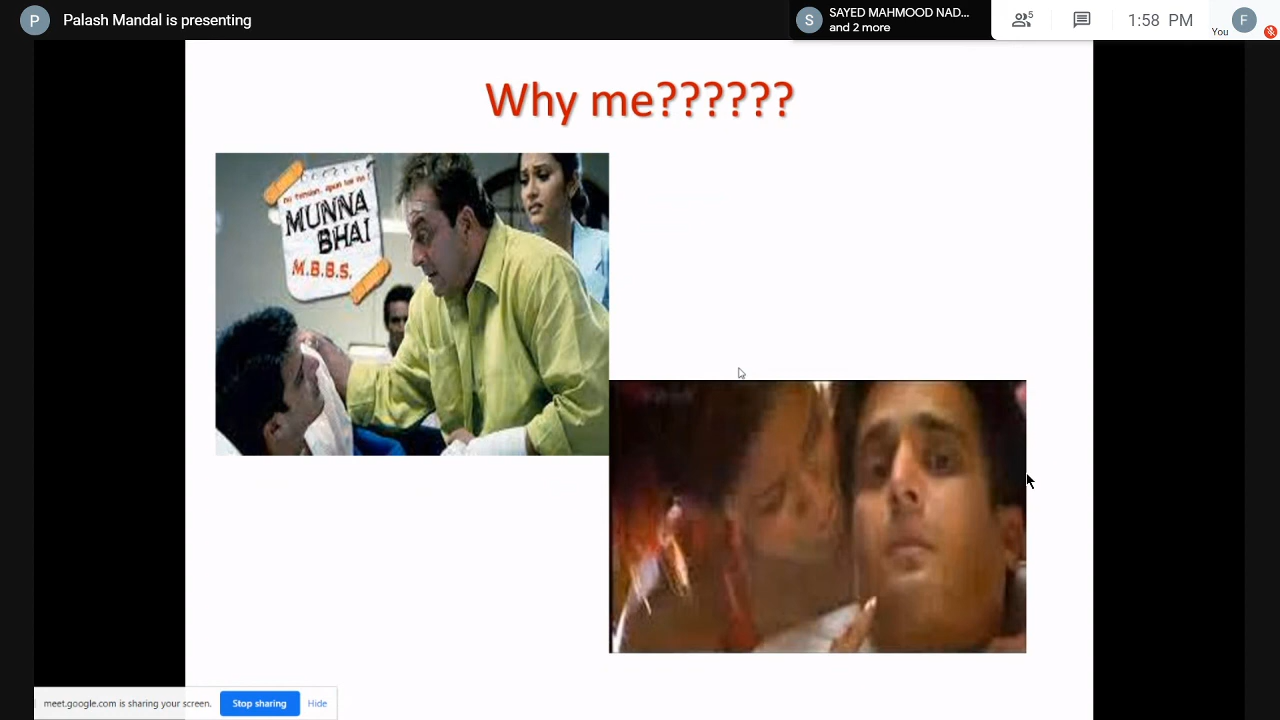 P Palash Mandal is presenting
S SAYED MAHMOOD NAD...
and 2 more
5
1:58 PM
You
F
Why me??????
MUNNA
BHAI
M.B.B.S.
meet.google.com is sharing your screen. Stop sharing Hide